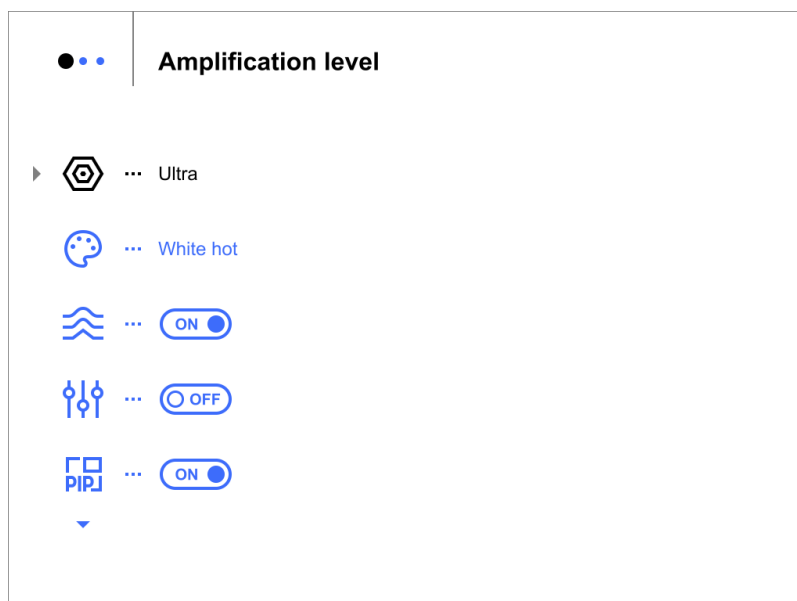 Amplification level
Ultra
White hot
ON
OFF
PIP
ON